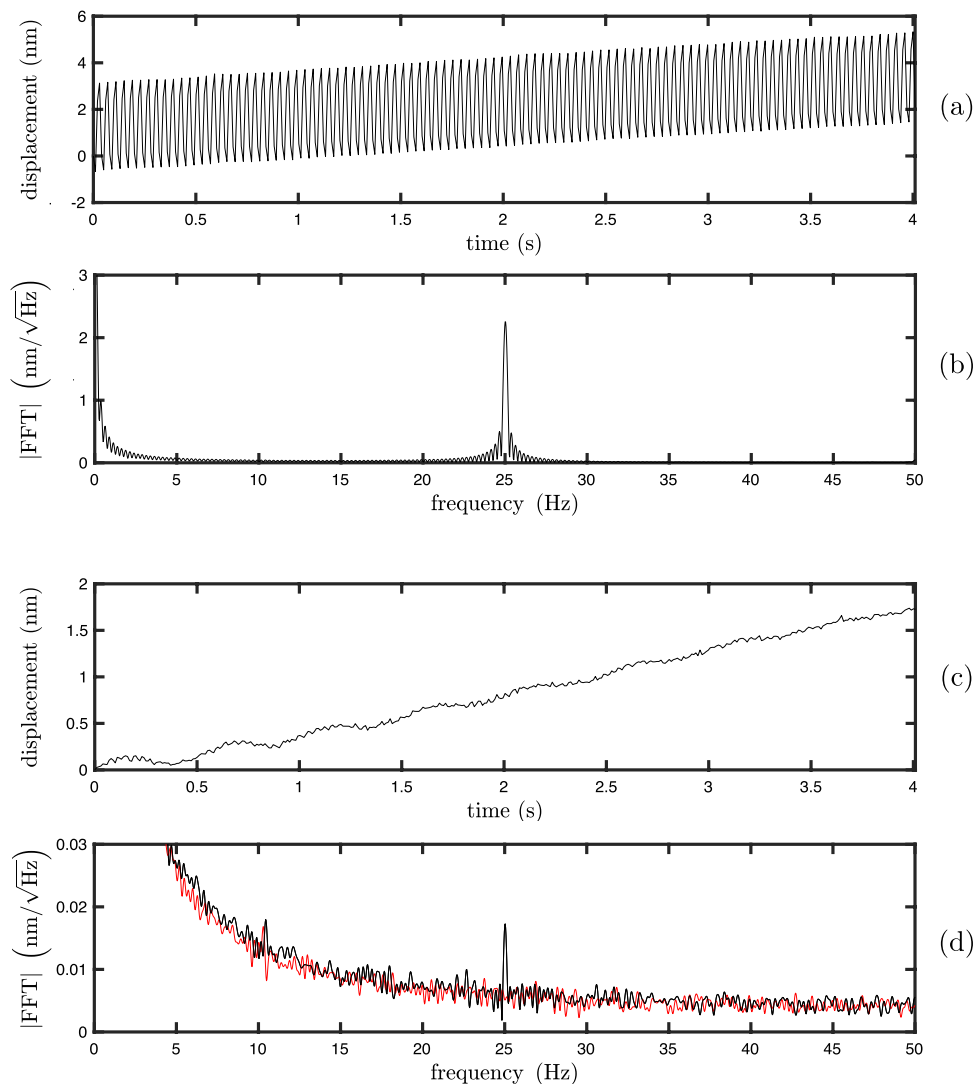 6
4
2
0
-2
displacement (nm)
0 0.5 1 1.5 2 2.5 3 3.5 4
time (s)
(a)
3
2
1
0
|FFT| (nm/√Hz)
0 5 10 15 20 25 30 35 40 45 50
frequency (Hz)
(b)
2
1.5
1
0.5
0
displacement (nm)
0 0.5 1 1.5 2 2.5 3 3.5 4
time (s)
(c)
0.03
0.02
0.01
0
|FFT| (nm/√Hz)
0 5 10 15 20 25 30 35 40 45 50
frequency (Hz)
(d)